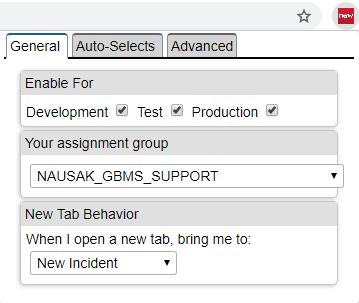 now
General Auto-Selects Advanced
Enable For
Development Test Production
Your assignment group
NAUSAK_GBMS_SUPPORT
New Tab Behavior
When I open a new tab, bring me to:
New Incident